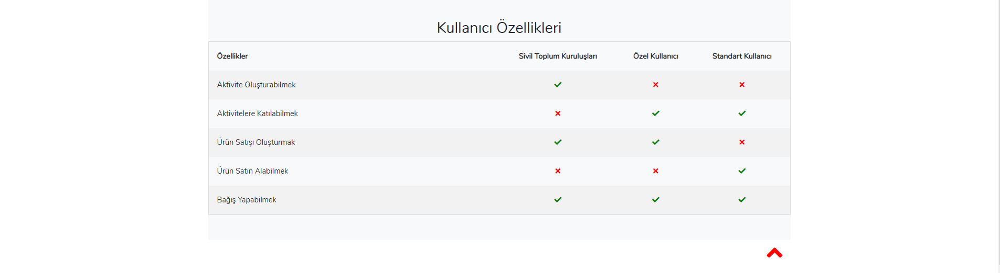 Kullanıcı Özellikleri
Özellikler Sivil Toplum Kuruluşları Özel Kullanıcı Standart Kullanıcı
Aktivite Oluşturabilmek
Aktivitelere Katılabilmek
Ürün Satışı Oluşturmak
Ürün Satın Alabilmek
Bağış Yapabilmek